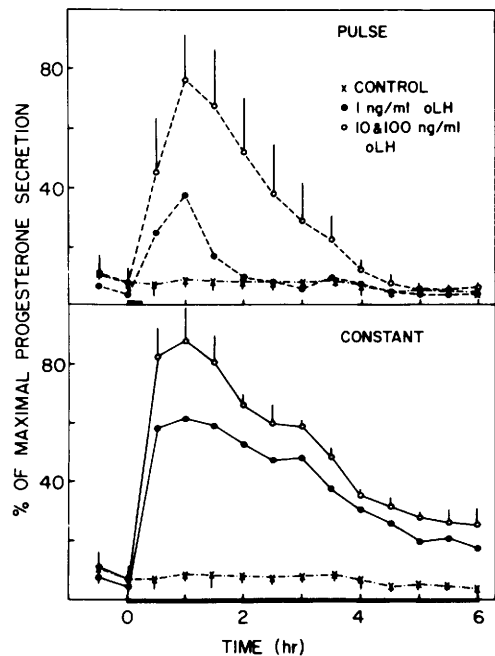 PULSE
x CONTROL
● 1 ng/ml oLH
○ 10 & 100 ng/ml
oLH
80
40
CONSTANT
80
40
% OF MAXIMAL PROGESTERONE SECRETION
0 2 4 6
TIME (hr)